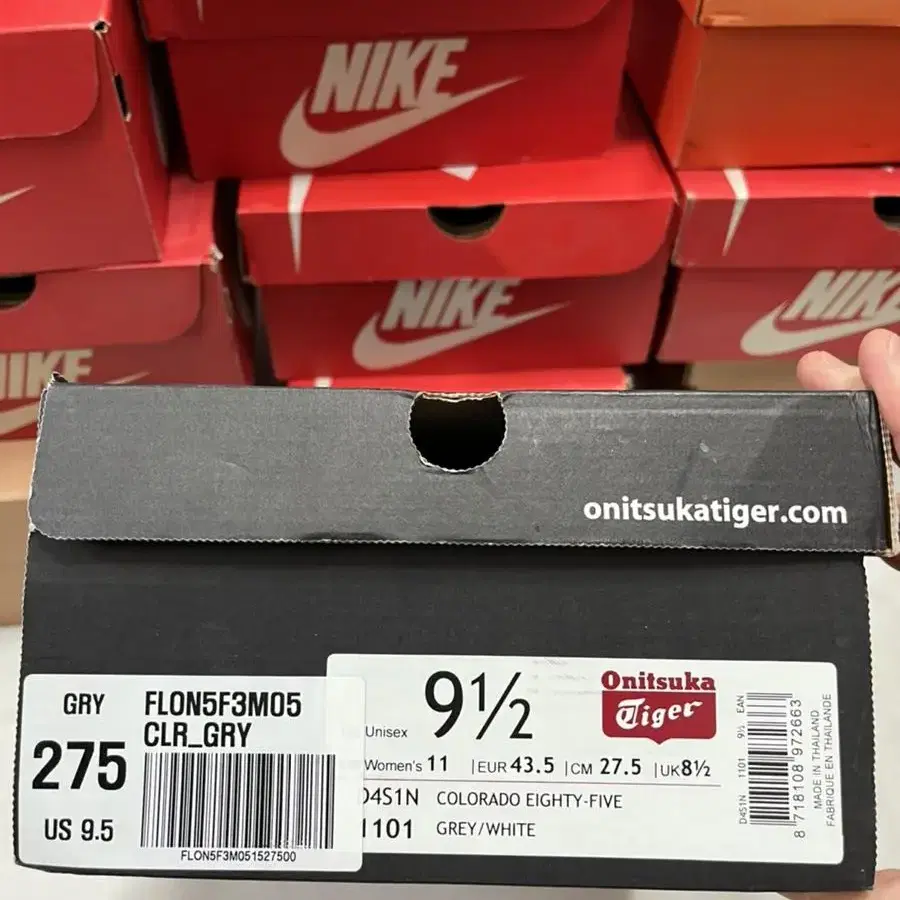 NIKE
NIKE
NIKE
NIKE
onitsukatiger.com
GRY
FLON5F3M05
CLR_GRY
275
US 9.5
FLON5F3M051527500
Unisex 9½
Onitsuka
Tiger
Women's 11 |EUR 43.5 |CM 27.5 |UK 8½
D4S1N COLORADO EIGHTY-FIVE
1101 GREY/WHITE
D4S1N 1101 9½ EAN
8 718108 972663
MADE IN THAILAND
FABRIQUE EN THAILANDE